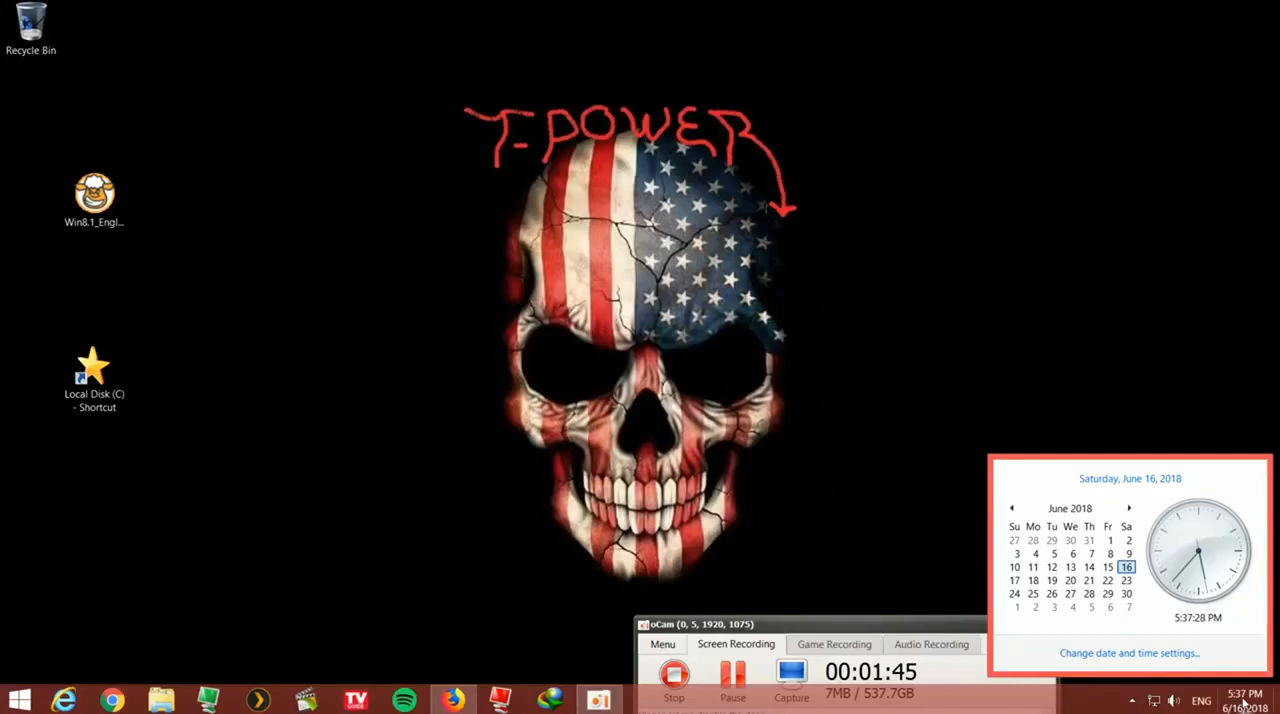 Recycle Bin
T-POWER
Win8.1_Engl...
Local Disk (C)
- Shortcut
Saturday, June 16, 2018
June 2018
Su Mo Tu We Th Fr Sa
27 28 29 30 31 1 2
3 4 5 6 7 8 9
10 11 12 13 14 15 16
17 18 19 20 21 22 23
24 25 26 27 28 29 30
1 2 3 4 5 6 7
5:37:28 PM
Change date and time settings...
oCam (0, 5, 1920, 1075)
Menu Screen Recording Game Recording Audio Recording
00:01:45
7MB / 537.7GB
Stop Pause Capture
TV
GUIDE
ENG
5:37 PM
6/16/2018